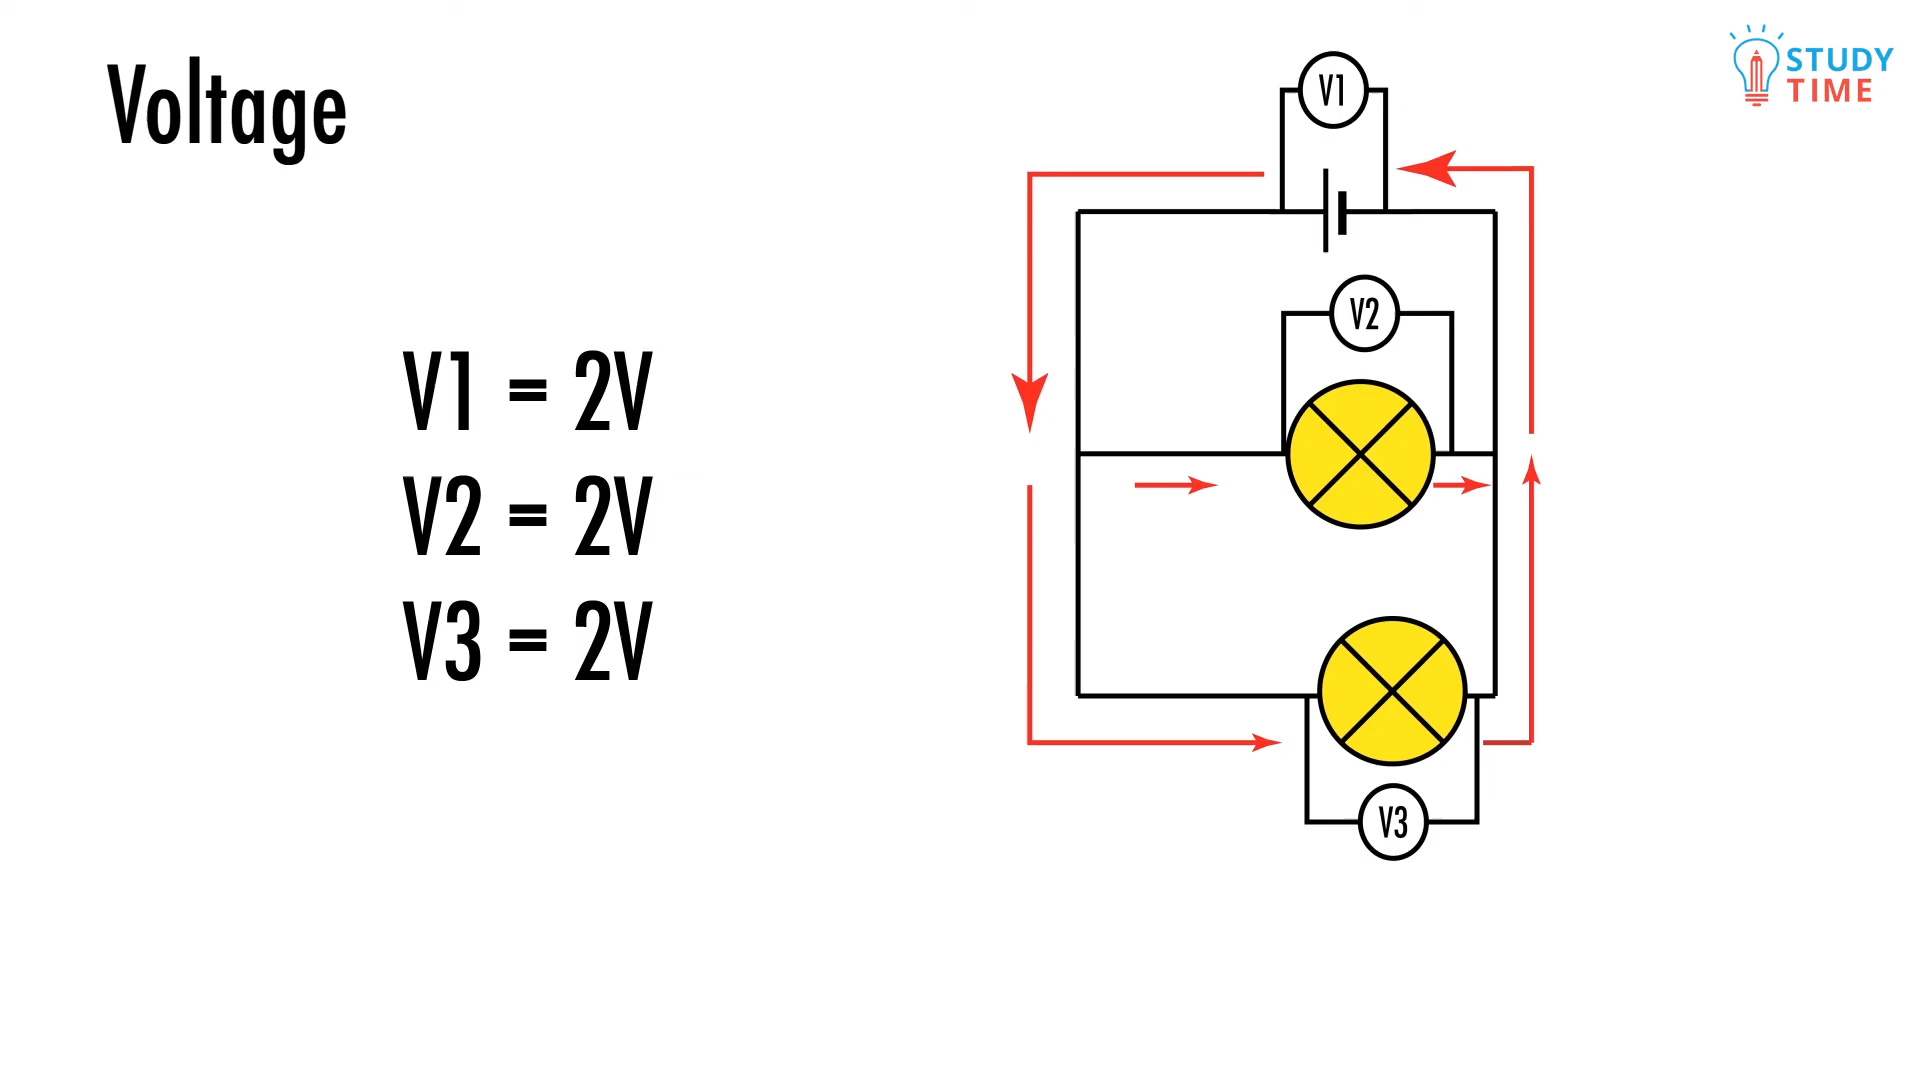 Voltage
STUDY
TIME
V1
V2
V1 = 2V
V2 = 2V
V3 = 2V
V3